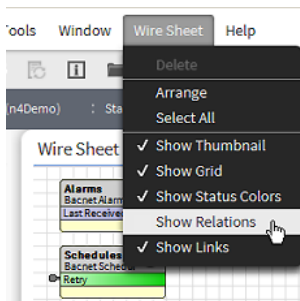 Tools Window Wire Sheet Help
Delete
Arrange
Select All
Show Thumbnail
Show Grid
Show Status Colors
Show Relations
Show Links
(n4Demo) : Sta
Wire Sheet
Alarms
Bacnet Alarm
Last Receive
Schedules
Bacnet Sched
Retry